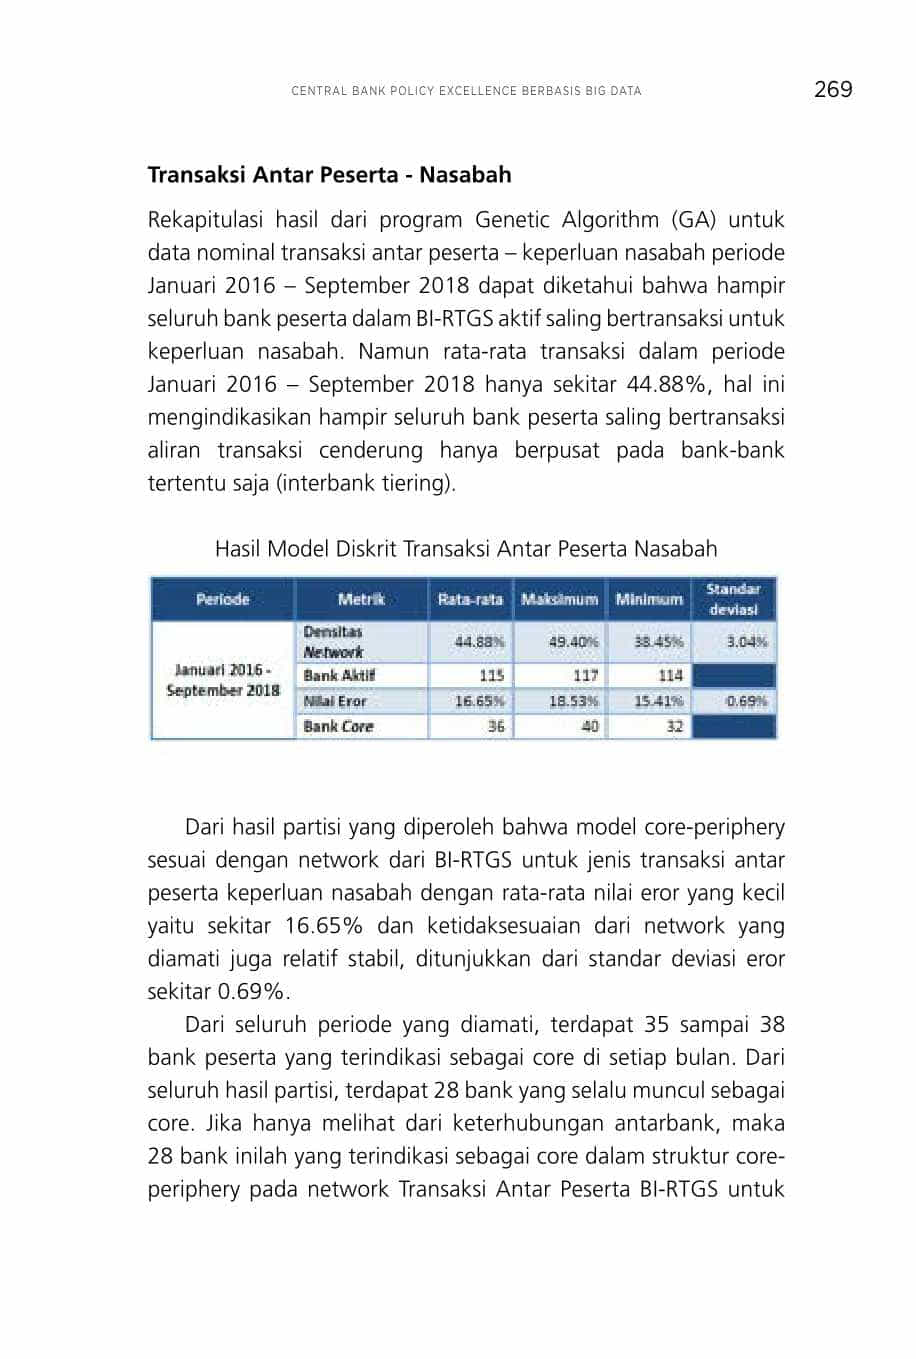 CENTRAL BANK POLICY EXCELLENCE BERBASIS BIG DATA 269
Transaksi Antar Peserta - Nasabah
Rekapitulasi hasil dari program Genetic Algorithm (GA) untuk
data nominal transaksi antar peserta – keperluan nasabah periode
Januari 2016 – September 2018 dapat diketahui bahwa hampir
seluruh bank peserta dalam BI-RTGS aktif saling bertransaksi untuk
keperluan nasabah. Namun rata-rata transaksi dalam periode
Januari 2016 – September 2018 hanya sekitar 44.88%, hal ini
mengindikasikan hampir seluruh bank peserta saling bertransaksi
aliran transaksi cenderung hanya berpusat pada bank-bank
tertentu saja (interbank tiering).
Hasil Model Diskrit Transaksi Antar Peserta Nasabah
Periode Metrik Rata-rata Maksimum Minimum Standar
deviasi
Januari 2016 -
September 2018
Densitas
Network 44.88% 49.40% 38.45% 3.04%
Bank Aktif 115 117 114
Nilai Eror 16.65% 18.53% 15.41% 0.69%
Bank Core 36 40 32
Dari hasil partisi yang diperoleh bahwa model core-periphery
sesuai dengan network dari BI-RTGS untuk jenis transaksi antar
peserta keperluan nasabah dengan rata-rata nilai eror yang kecil
yaitu sekitar 16.65% dan ketidaksesuaian dari network yang
diamati juga relatif stabil, ditunjukkan dari standar deviasi eror
sekitar 0.69%.
Dari seluruh periode yang diamati, terdapat 35 sampai 38
bank peserta yang terindikasi sebagai core di setiap bulan. Dari
seluruh hasil partisi, terdapat 28 bank yang selalu muncul sebagai
core. Jika hanya melihat dari keterhubungan antarbank, maka
28 bank inilah yang terindikasi sebagai core dalam struktur core-
periphery pada network Transaksi Antar Peserta BI-RTGS untuk